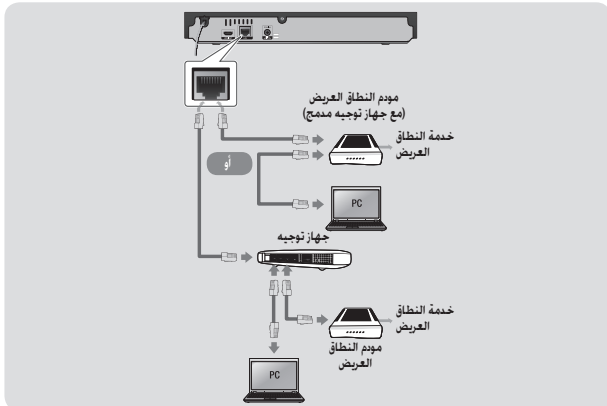 مودم النطاق العريض
(مع جهاز توجيه مدمج)
خدمة النطاق
العريض
أو
PC
جهاز توجيه
خدمة النطاق
العريض
مودم النطاق
العريض
PC